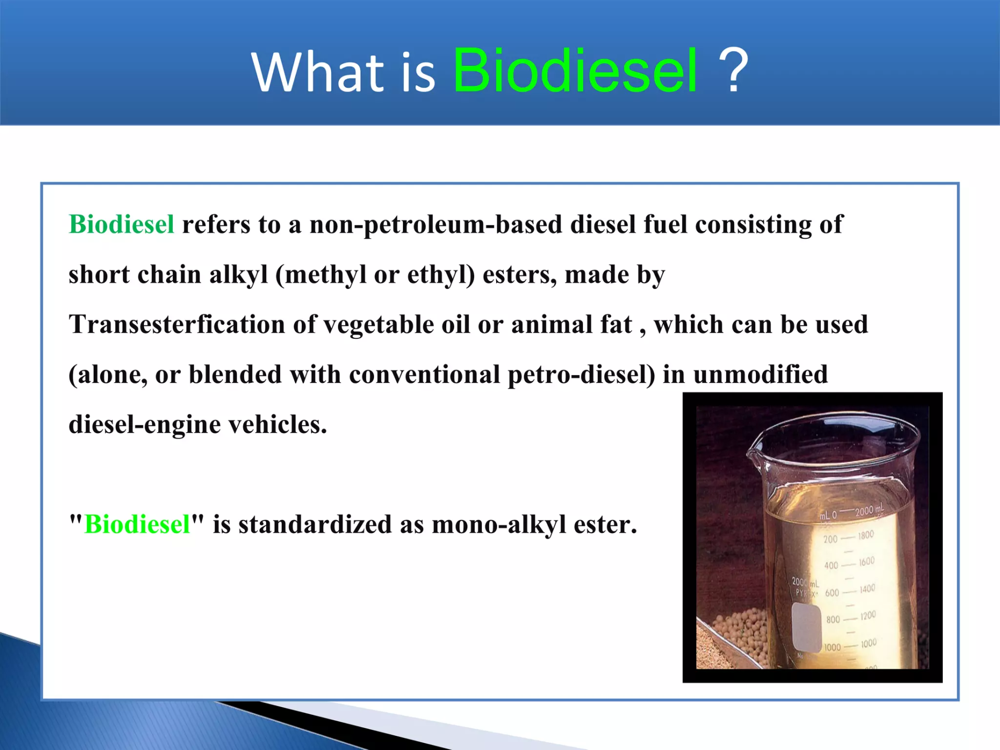 What is Biodiesel ?
Biodiesel refers to a non-petroleum-based diesel fuel consisting of
short chain alkyl (methyl or ethyl) esters, made by
Transesterfication of vegetable oil or animal fat , which can be used
(alone, or blended with conventional petro-diesel) in unmodified
diesel-engine vehicles.
"Biodiesel" is standardized as mono-alkyl ester.
mL 0 2000 mL
200 1800
400 1600
2000 mL
PYREX
600 1400
800 1200
1000 1000
No